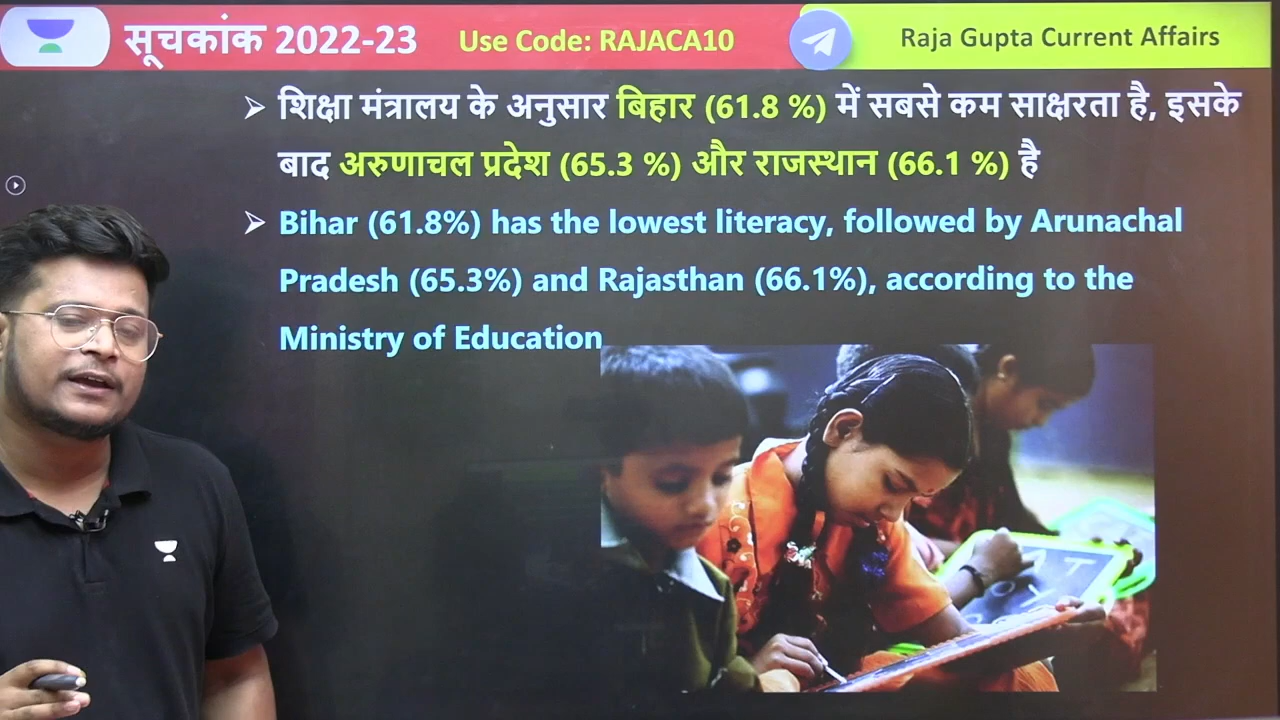 सूचकांक 2022-23
Use Code: RAJACA10
Raja Gupta Current Affairs
➢ शिक्षा मंत्रालय के अनुसार बिहार (61.8 %) में सबसे कम साक्षरता है, इसके
बाद अरुणाचल प्रदेश (65.3 %) और राजस्थान (66.1 %) है
➢ Bihar (61.8%) has the lowest literacy, followed by Arunachal
Pradesh (65.3%) and Rajasthan (66.1%), according to the
Ministry of Education